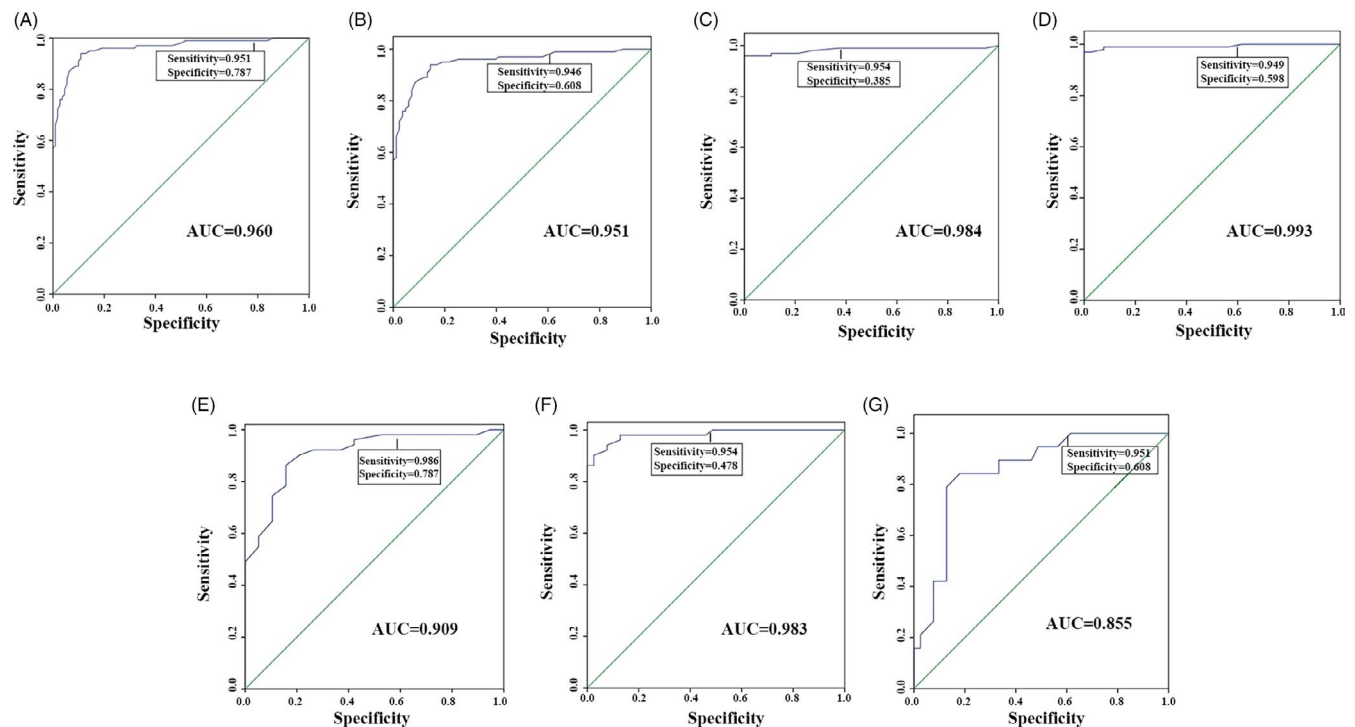 (A)
1.0
0.8
0.6
0.4
0.2
0.0
Sensitivity
Sensitivity=0.951
Specificity=0.787
AUC=0.960
0.0 0.2 0.4 0.6 0.8 1.0
Specificity
(B)
1.0
0.8
0.6
0.4
0.2
0.0
Sensitivity
Sensitivity=0.946
Specificity=0.608
AUC=0.951
0.0 0.2 0.4 0.6 0.8 1.0
Specificity
(C)
1.0
0.8
0.6
0.4
0.2
0.0
Sensitivity
Sensitivity=0.954
Specificity=0.385
AUC=0.984
0.0 0.2 0.4 0.6 0.8 1.0
Specificity
(D)
1.0
0.8
0.6
0.4
0.2
0.0
Sensitivity
Sensitivity=0.949
Specificity=0.598
AUC=0.993
0.0 0.2 0.4 0.6 0.8 1.0
Specificity
(E)
1.0
0.8
0.6
0.4
0.2
0.0
Sensitivity
Sensitivity=0.986
Specificity=0.787
AUC=0.909
0.0 0.2 0.4 0.6 0.8 1.0
Specificity
(F)
1.0
0.8
0.6
0.4
0.2
0.0
Sensitivity
Sensitivity=0.954
Specificity=0.478
AUC=0.983
0.0 0.2 0.4 0.6 0.8 1.0
Specificity
(G)
1.0
0.8
0.6
0.4
0.2
0.0
Sensitivity
Sensitivity=0.951
Specificity=0.608
AUC=0.855
0.0 0.2 0.4 0.6 0.8 1.0
Specificity